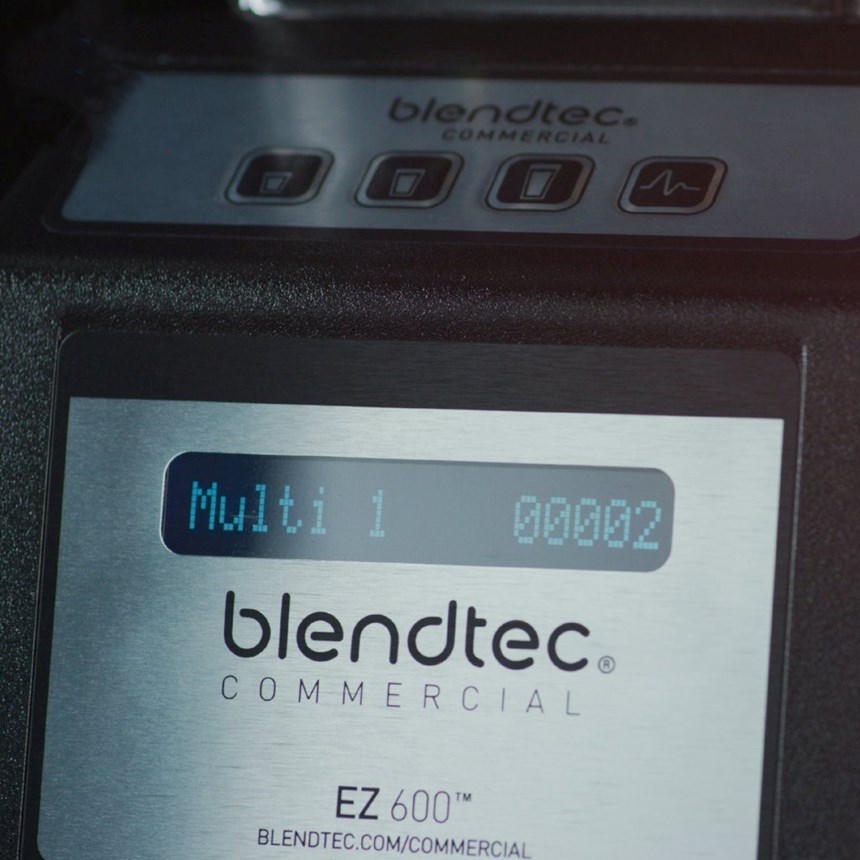 blendtec®
COMMERCIAL
Multi 1 00002
blendtec®
COMMERCIAL
EZ 600™
BLENDTEC.COM/COMMERCIAL